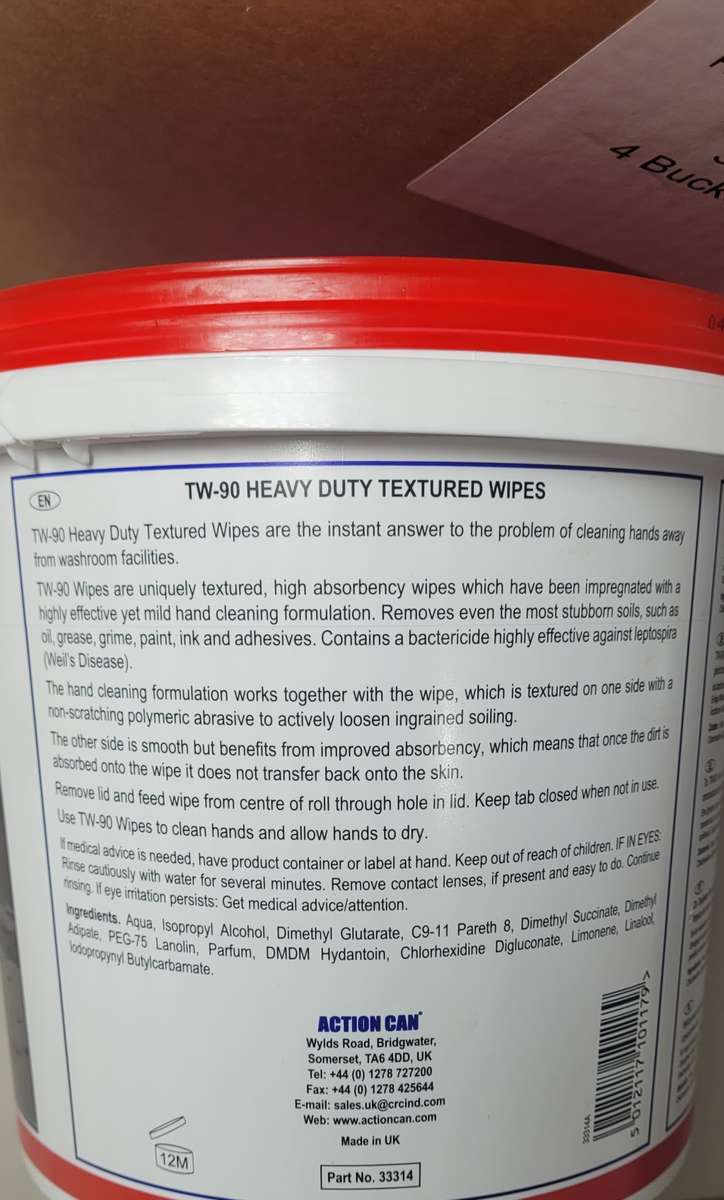 4 Buck
04
EN
TW-90 HEAVY DUTY TEXTURED WIPES
TW-90 Heavy Duty Textured Wipes are the instant answer to the problem of cleaning hands away
from washroom facilities.
TW-90 Wipes are uniquely textured, high absorbency wipes which have been impregnated with a
highly effective yet mild hand cleaning formulation. Removes even the most stubborn soils, such as
oil, grease, grime, paint, ink and adhesives. Contains a bactericide highly effective against leptospira
(Weil's Disease).
The hand cleaning formulation works together with the wipe, which is textured on one side with a
non-scratching polymeric abrasive to actively loosen ingrained soiling.
The other side is smooth but benefits from improved absorbency, which means that once the dirt is
absorbed onto the wipe it does not transfer back onto the skin.
Remove lid and feed wipe from centre of roll through hole in lid. Keep tab closed when not in use.
Use TW-90 Wipes to clean hands and allow hands to dry.
If medical advice is needed, have product container or label at hand. Keep out of reach of children. IF IN EYES:
Rinse cautiously with water for several minutes. Remove contact lenses, if present and easy to do. Continue
rinsing. If eye irritation persists: Get medical advice/attention.
Ingredients. Aqua, Isopropyl Alcohol, Dimethyl Glutarate, C9-11 Pareth 8, Dimethyl Succinate, Dimethyl
Adipate, PEG-75 Lanolin, Parfum, DMDM Hydantoin, Chlorhexidine Digluconate, Limonene, Linalool,
Iodopropynyl Butylcarbamate.
ACTION CAN®
Wylds Road, Bridgwater,
Somerset, TA6 4DD, UK
Tel: +44 (0) 1278 727200
Fax: +44 (0) 1278 425644
E-mail: sales.uk@crcind.com
Web: www.actioncan.com
Made in UK
Part No. 33314
12M
33314A
5 012117 101179 >